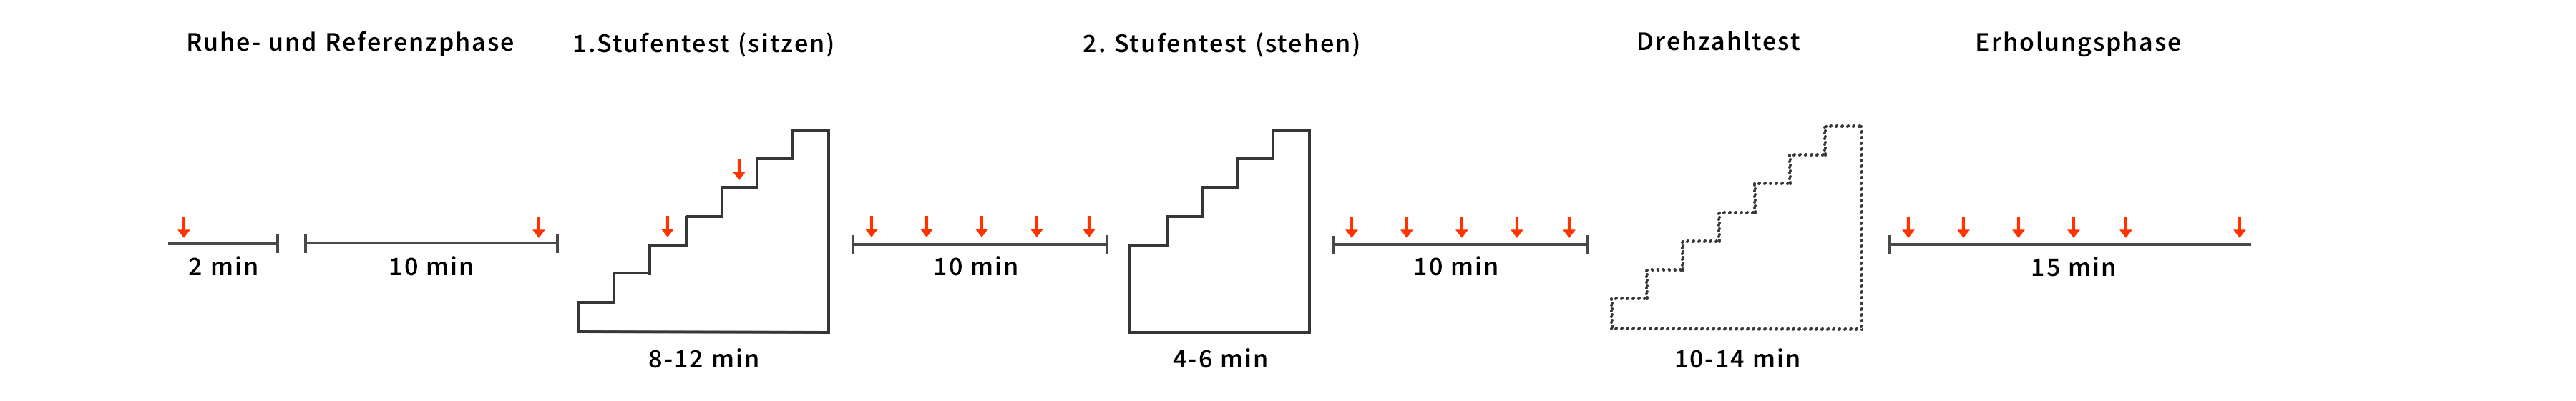 Ruhe- und Referenzphase
1.Stufentest (sitzen)
2. Stufentest (stehen)
Drehzahltest
Erholungsphase
2 min
10 min
10 min
10 min
15 min
8-12 min
4-6 min
10-14 min